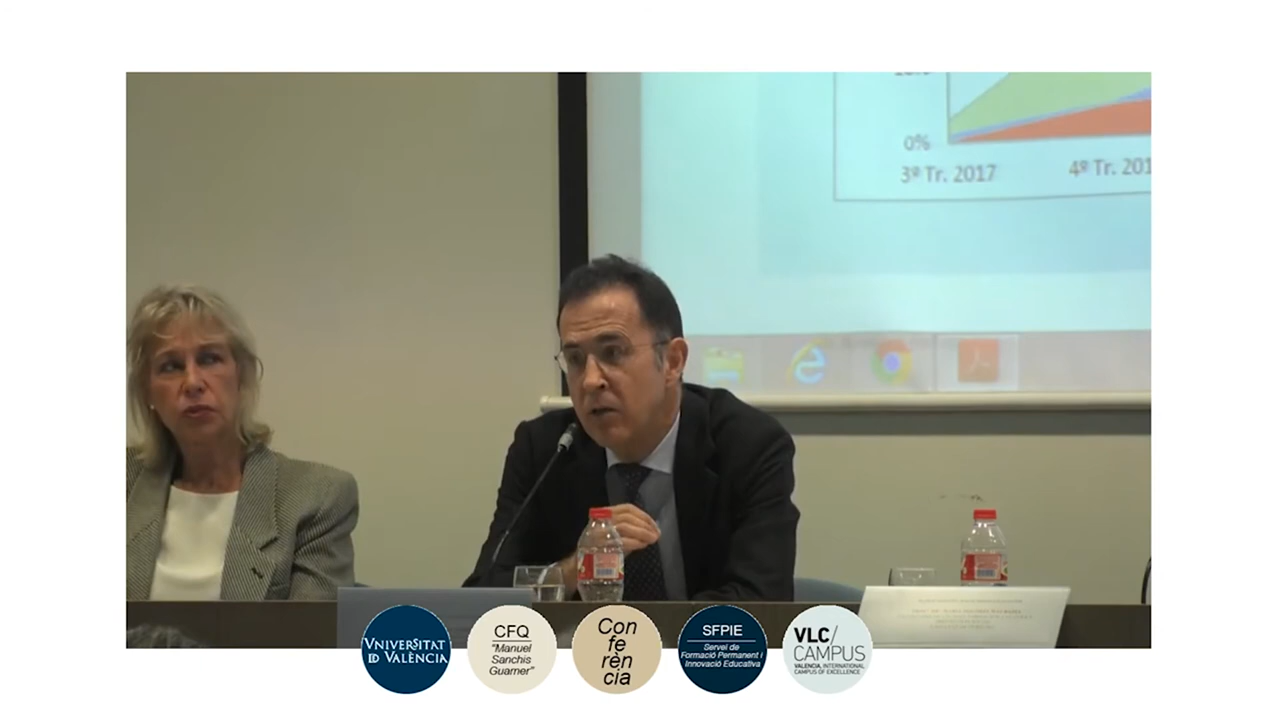 0%
3º Tr. 2017
4º Tr. 201
VNIVERSITAT
ID VALÈNCIA
CFQ
"Manuel
Sanchis
Guarner"
Con
fe
rèn
cia
SFPIE
Servei de
Formació Permanent i
Innovació Educativa
VLC/
CAMPUS
VALENCIA, INTERNATIONAL
CAMPUS OF EXCELLENCE